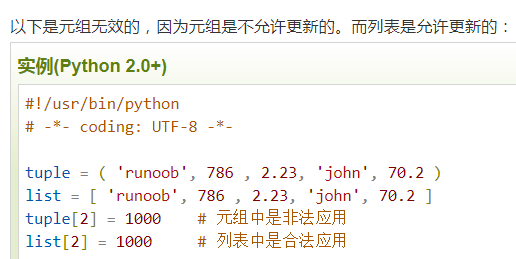 以下是元组无效的，因为元组是不允许更新的。而列表是允许更新的：
实例(Python 2.0+)
#!/usr/bin/python
# -*- coding: UTF-8 -*-
tuple = ( 'runoob', 786 , 2.23, 'john', 70.2 )
list = [ 'runoob', 786 , 2.23, 'john', 70.2 ]
tuple[2] = 1000    # 元组中是非法应用
list[2] = 1000     # 列表中是合法应用